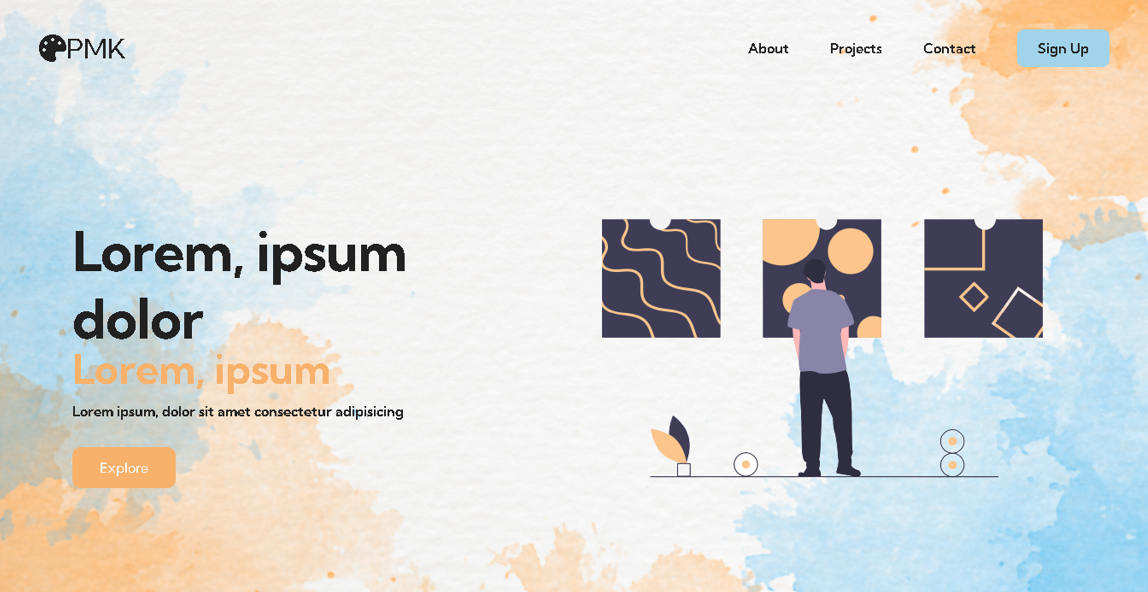 PMK
About
Projects
Contact
Sign Up
Lorem, ipsum
dolor
Lorem, ipsum
Lorem ipsum, dolor sit amet consectetur adipisicing
Explore